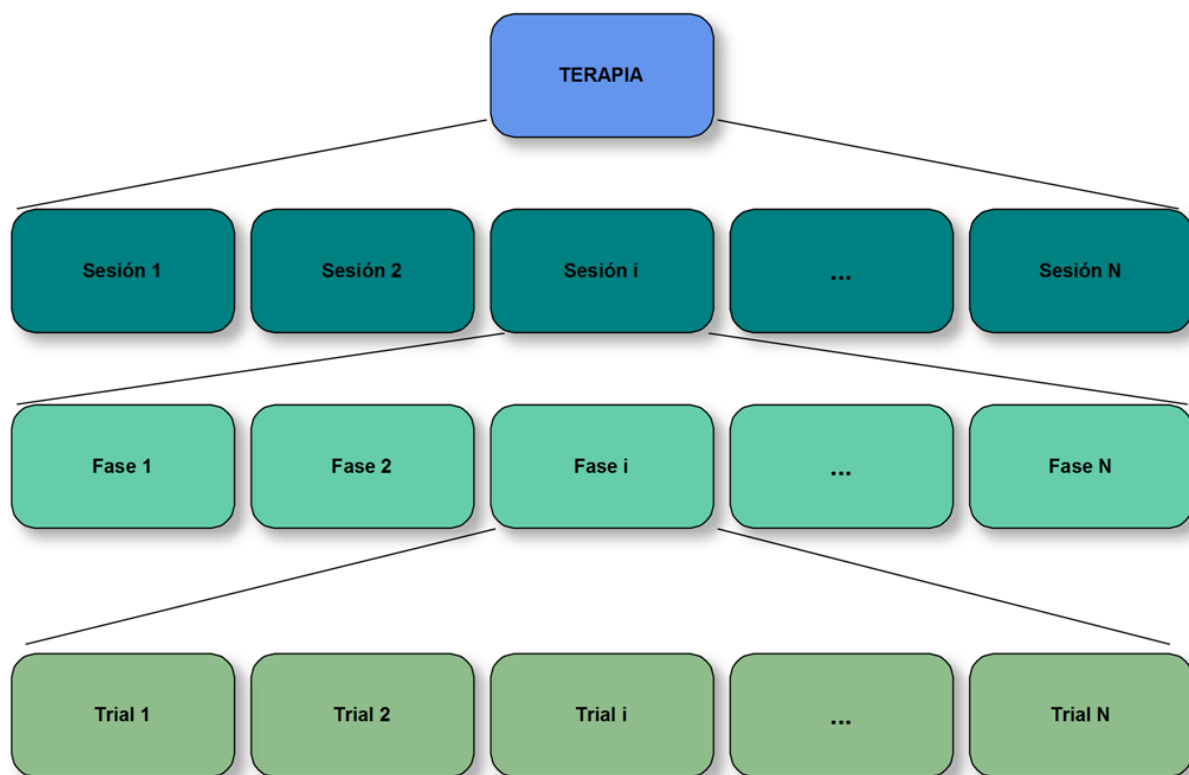 TERAPIA
Sesión 1
Sesión 2
Sesión i
...
Sesión N
Fase 1
Fase 2
Fase i
...
Fase N
Trial 1
Trial 2
Trial i
...
Trial N